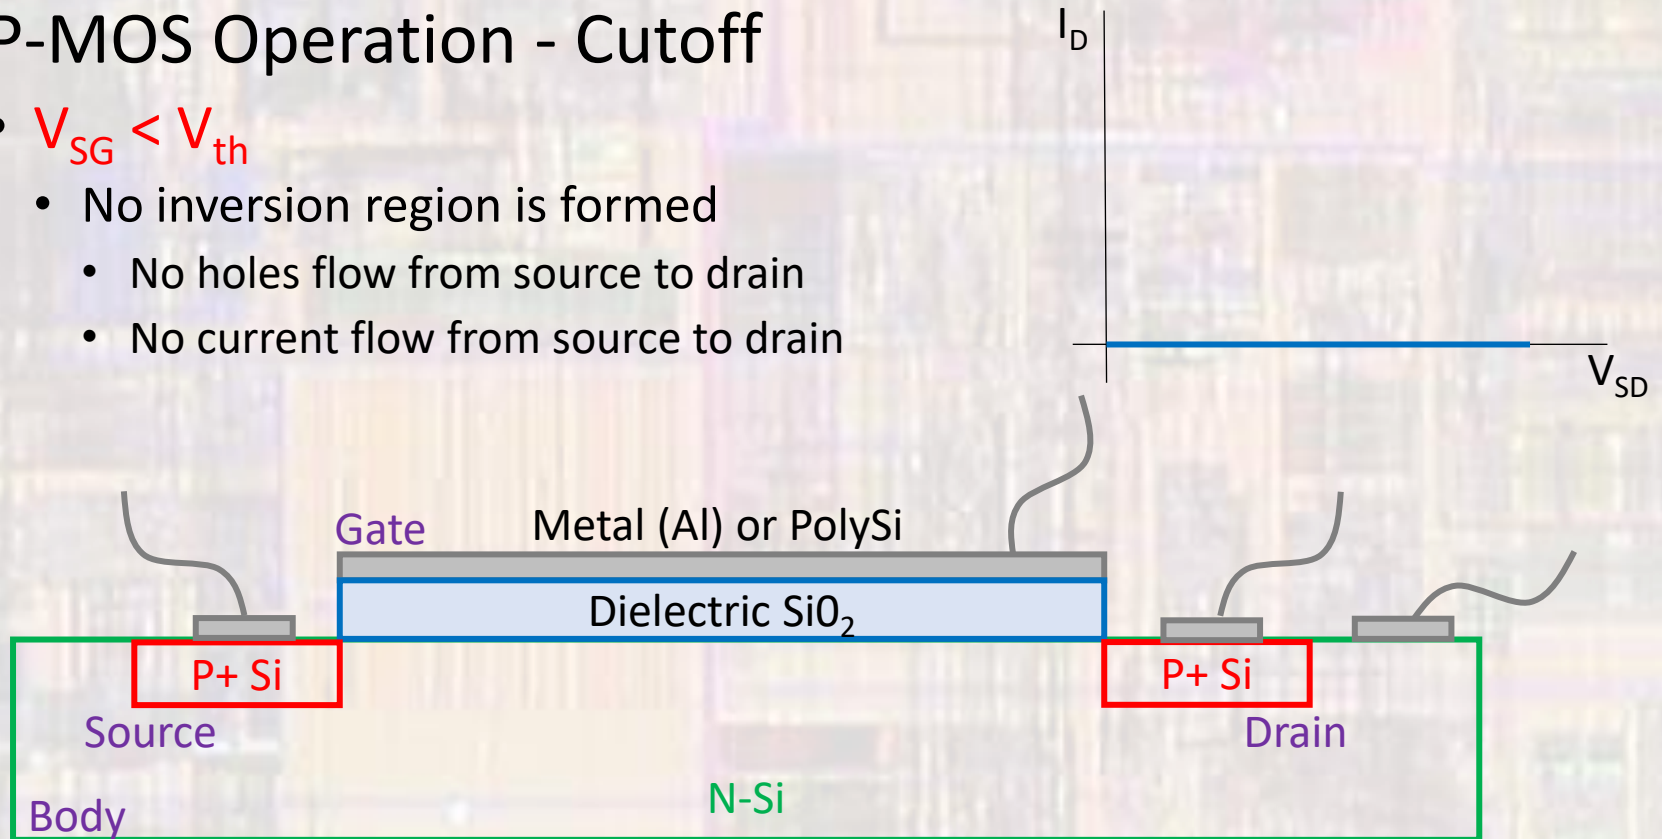 P-MOS Operation - Cutoff
• V_SG < V_th
• No inversion region is formed
• No holes flow from source to drain
• No current flow from source to drain
I_D
V_SD
Gate
Metal (Al) or PolySi
Dielectric Si0₂
P+ Si
P+ Si
Source
Drain
N-Si
Body